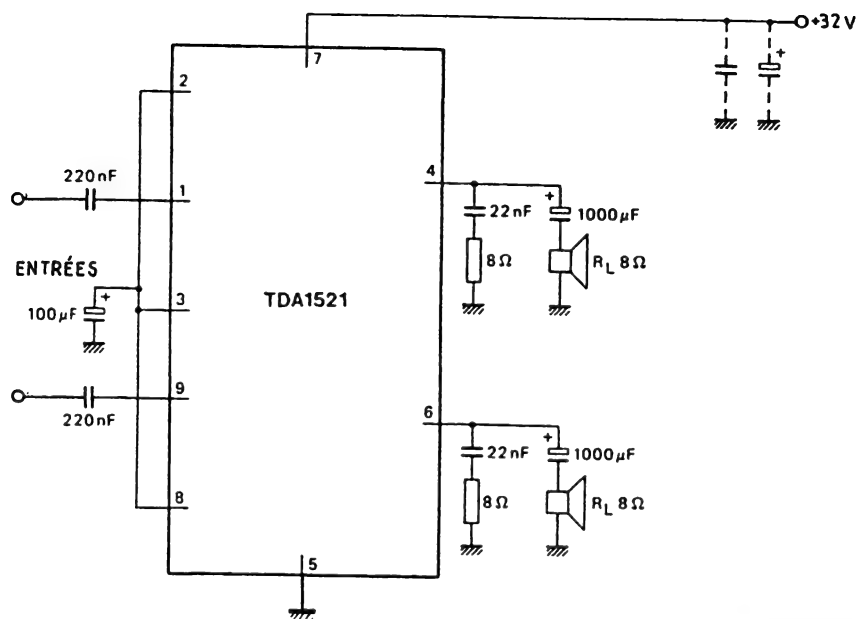 +32V
7
2
220nF
1
4
22nF
1000µF
+
8Ω
RL 8Ω
ENTRÉES
+
100µF
3
TDA1521
9
220nF
6
22nF
1000µF
+
8Ω
RL 8Ω
8
5
+